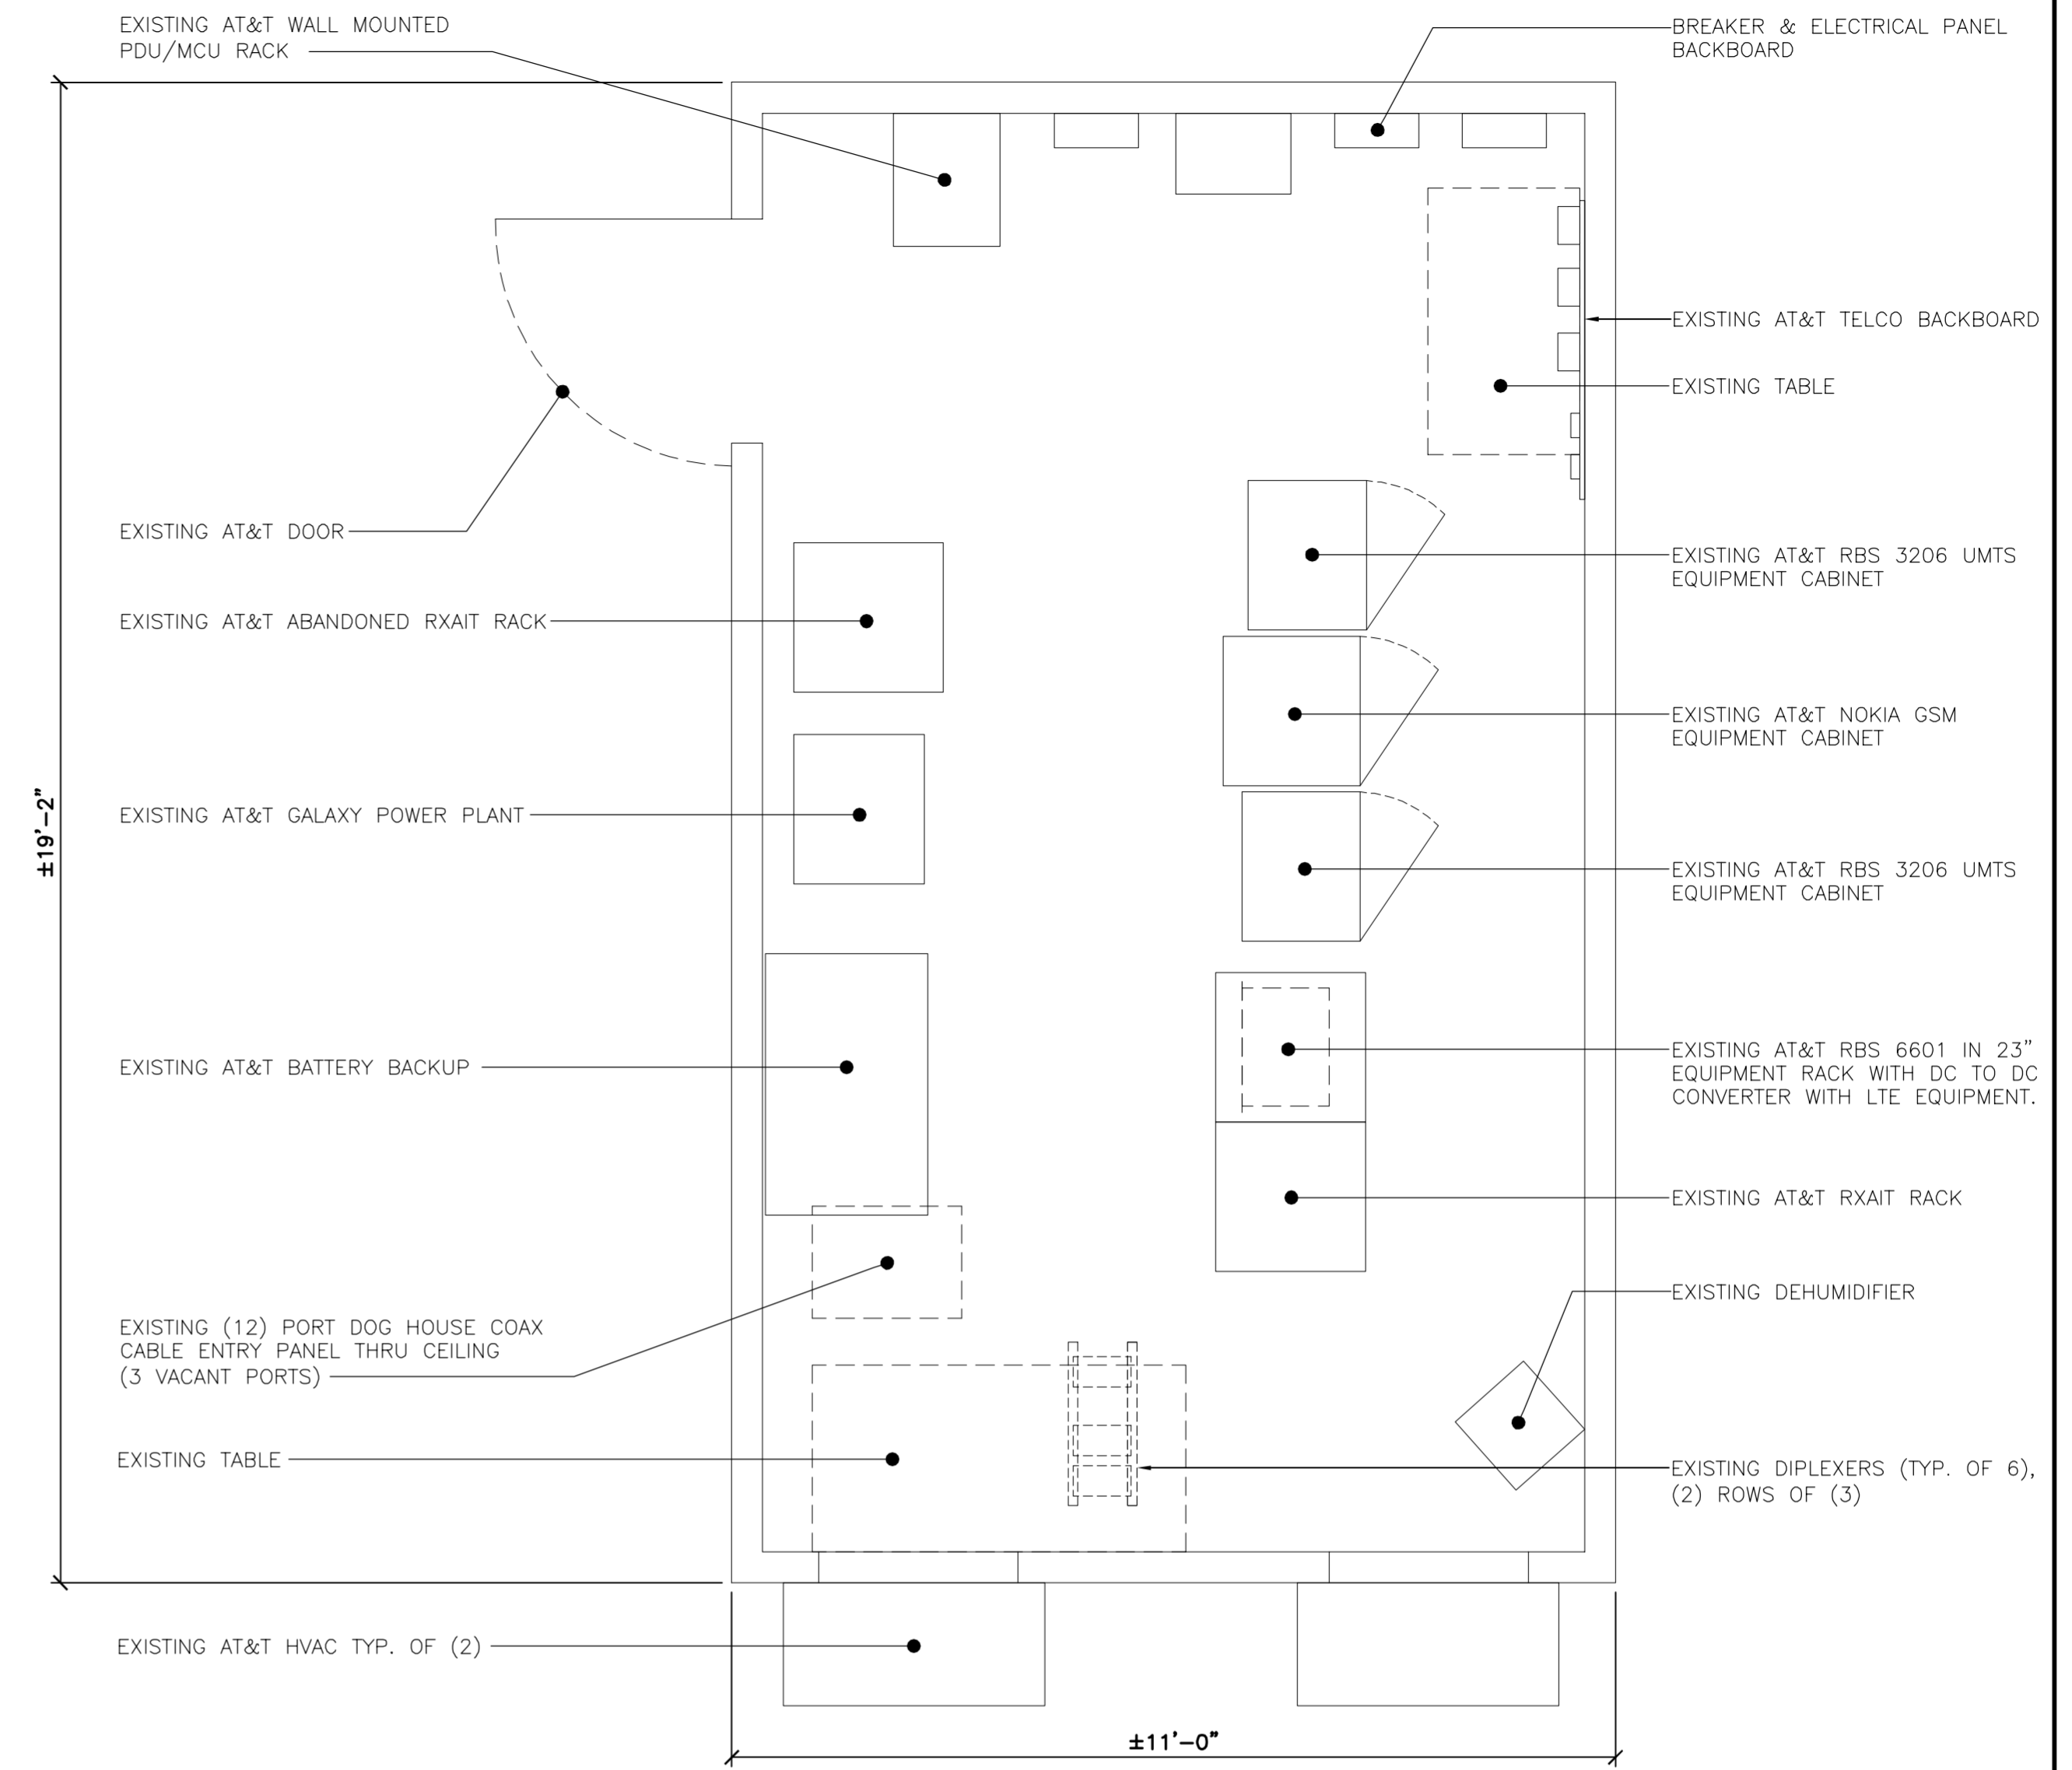 EXISTING AT&T WALL MOUNTED
PDU/MCU RACK
BREAKER & ELECTRICAL PANEL
BACKBOARD
EXISTING AT&T TELCO BACKBOARD
EXISTING TABLE
EXISTING AT&T DOOR
EXISTING AT&T RBS 3206 UMTS
EQUIPMENT CABINET
EXISTING AT&T ABANDONED RXAIT RACK
EXISTING AT&T NOKIA GSM
EQUIPMENT CABINET
±19'-2"
EXISTING AT&T GALAXY POWER PLANT
EXISTING AT&T RBS 3206 UMTS
EQUIPMENT CABINET
EXISTING AT&T BATTERY BACKUP
EXISTING AT&T RBS 6601 IN 23"
EQUIPMENT RACK WITH DC TO DC
CONVERTER WITH LTE EQUIPMENT.
EXISTING AT&T RXAIT RACK
EXISTING DEHUMIDIFIER
EXISTING (12) PORT DOG HOUSE COAX
CABLE ENTRY PANEL THRU CEILING
(3 VACANT PORTS)
EXISTING TABLE
EXISTING DIPLEXERS (TYP. OF 6),
(2) ROWS OF (3)
EXISTING AT&T HVAC TYP. OF (2)
±11'-0"